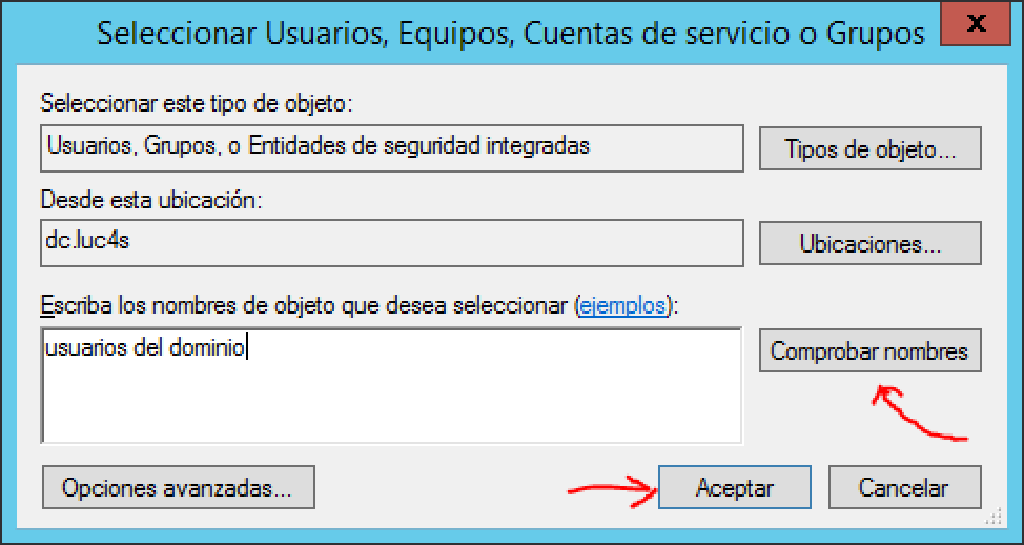 Seleccionar Usuarios, Equipos, Cuentas de servicio o Grupos
x
Seleccionar este tipo de objeto:
Usuarios, Grupos, o Entidades de seguridad integradas
Tipos de objeto...
Desde esta ubicación:
dc.luc4s
Ubicaciones...
Escriba los nombres de objeto que desea seleccionar (ejemplos):
usuarios del dominio
Comprobar nombres
Opciones avanzadas...
Aceptar
Cancelar